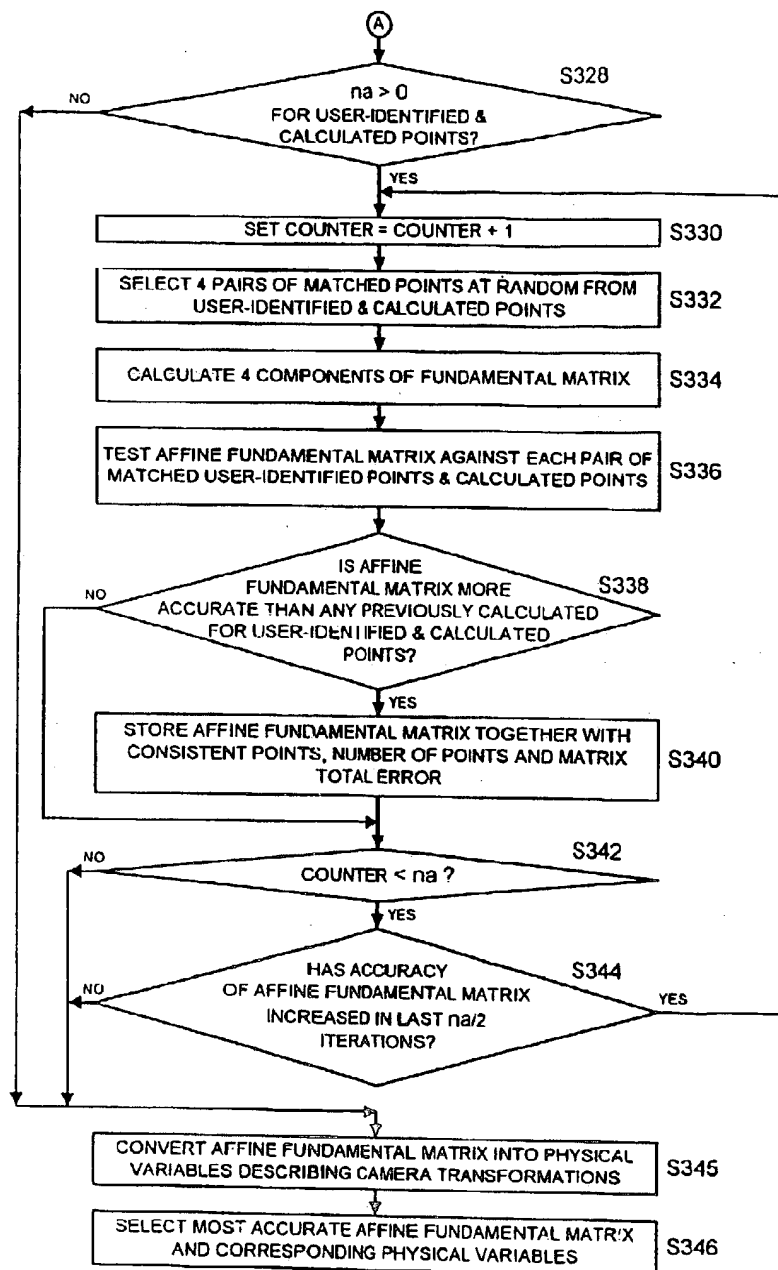 A
S328
na > 0
FOR USER-IDENTIFIED &
CALCULATED POINTS?
NO
YES
SET COUNTER = COUNTER + 1
S330
SELECT 4 PAIRS OF MATCHED POINTS AT RANDOM FROM
USER-IDENTIFIED & CALCULATED POINTS
S332
CALCULATE 4 COMPONENTS OF FUNDAMENTAL MATRIX
S334
TEST AFFINE FUNDAMENTAL MATRIX AGAINST EACH PAIR OF
MATCHED USER-IDENTIFIED POINTS & CALCULATED POINTS
S336
IS AFFINE
FUNDAMENTAL MATRIX MORE
ACCURATE THAN ANY PREVIOUSLY CALCULATED
FOR USER-IDENTIFIED & CALCULATED
POINTS?
S338
NO
YES
STORE AFFINE FUNDAMENTAL MATRIX TOGETHER WITH
CONSISTENT POINTS, NUMBER OF POINTS AND MATRIX
TOTAL ERROR
S340
S342
NO
COUNTER < na ?
YES
HAS ACCURACY
OF AFFINE FUNDAMENTAL MATRIX
INCREASED IN LAST na/2
ITERATIONS?
S344
NO
YES
CONVERT AFFINE FUNDAMENTAL MATRIX INTO PHYSICAL
VARIABLES DESCRIBING CAMERA TRANSFORMATIONS
S345
SELECT MOST ACCURATE AFFINE FUNDAMENTAL MATRIX
AND CORRESPONDING PHYSICAL VARIABLES
S346